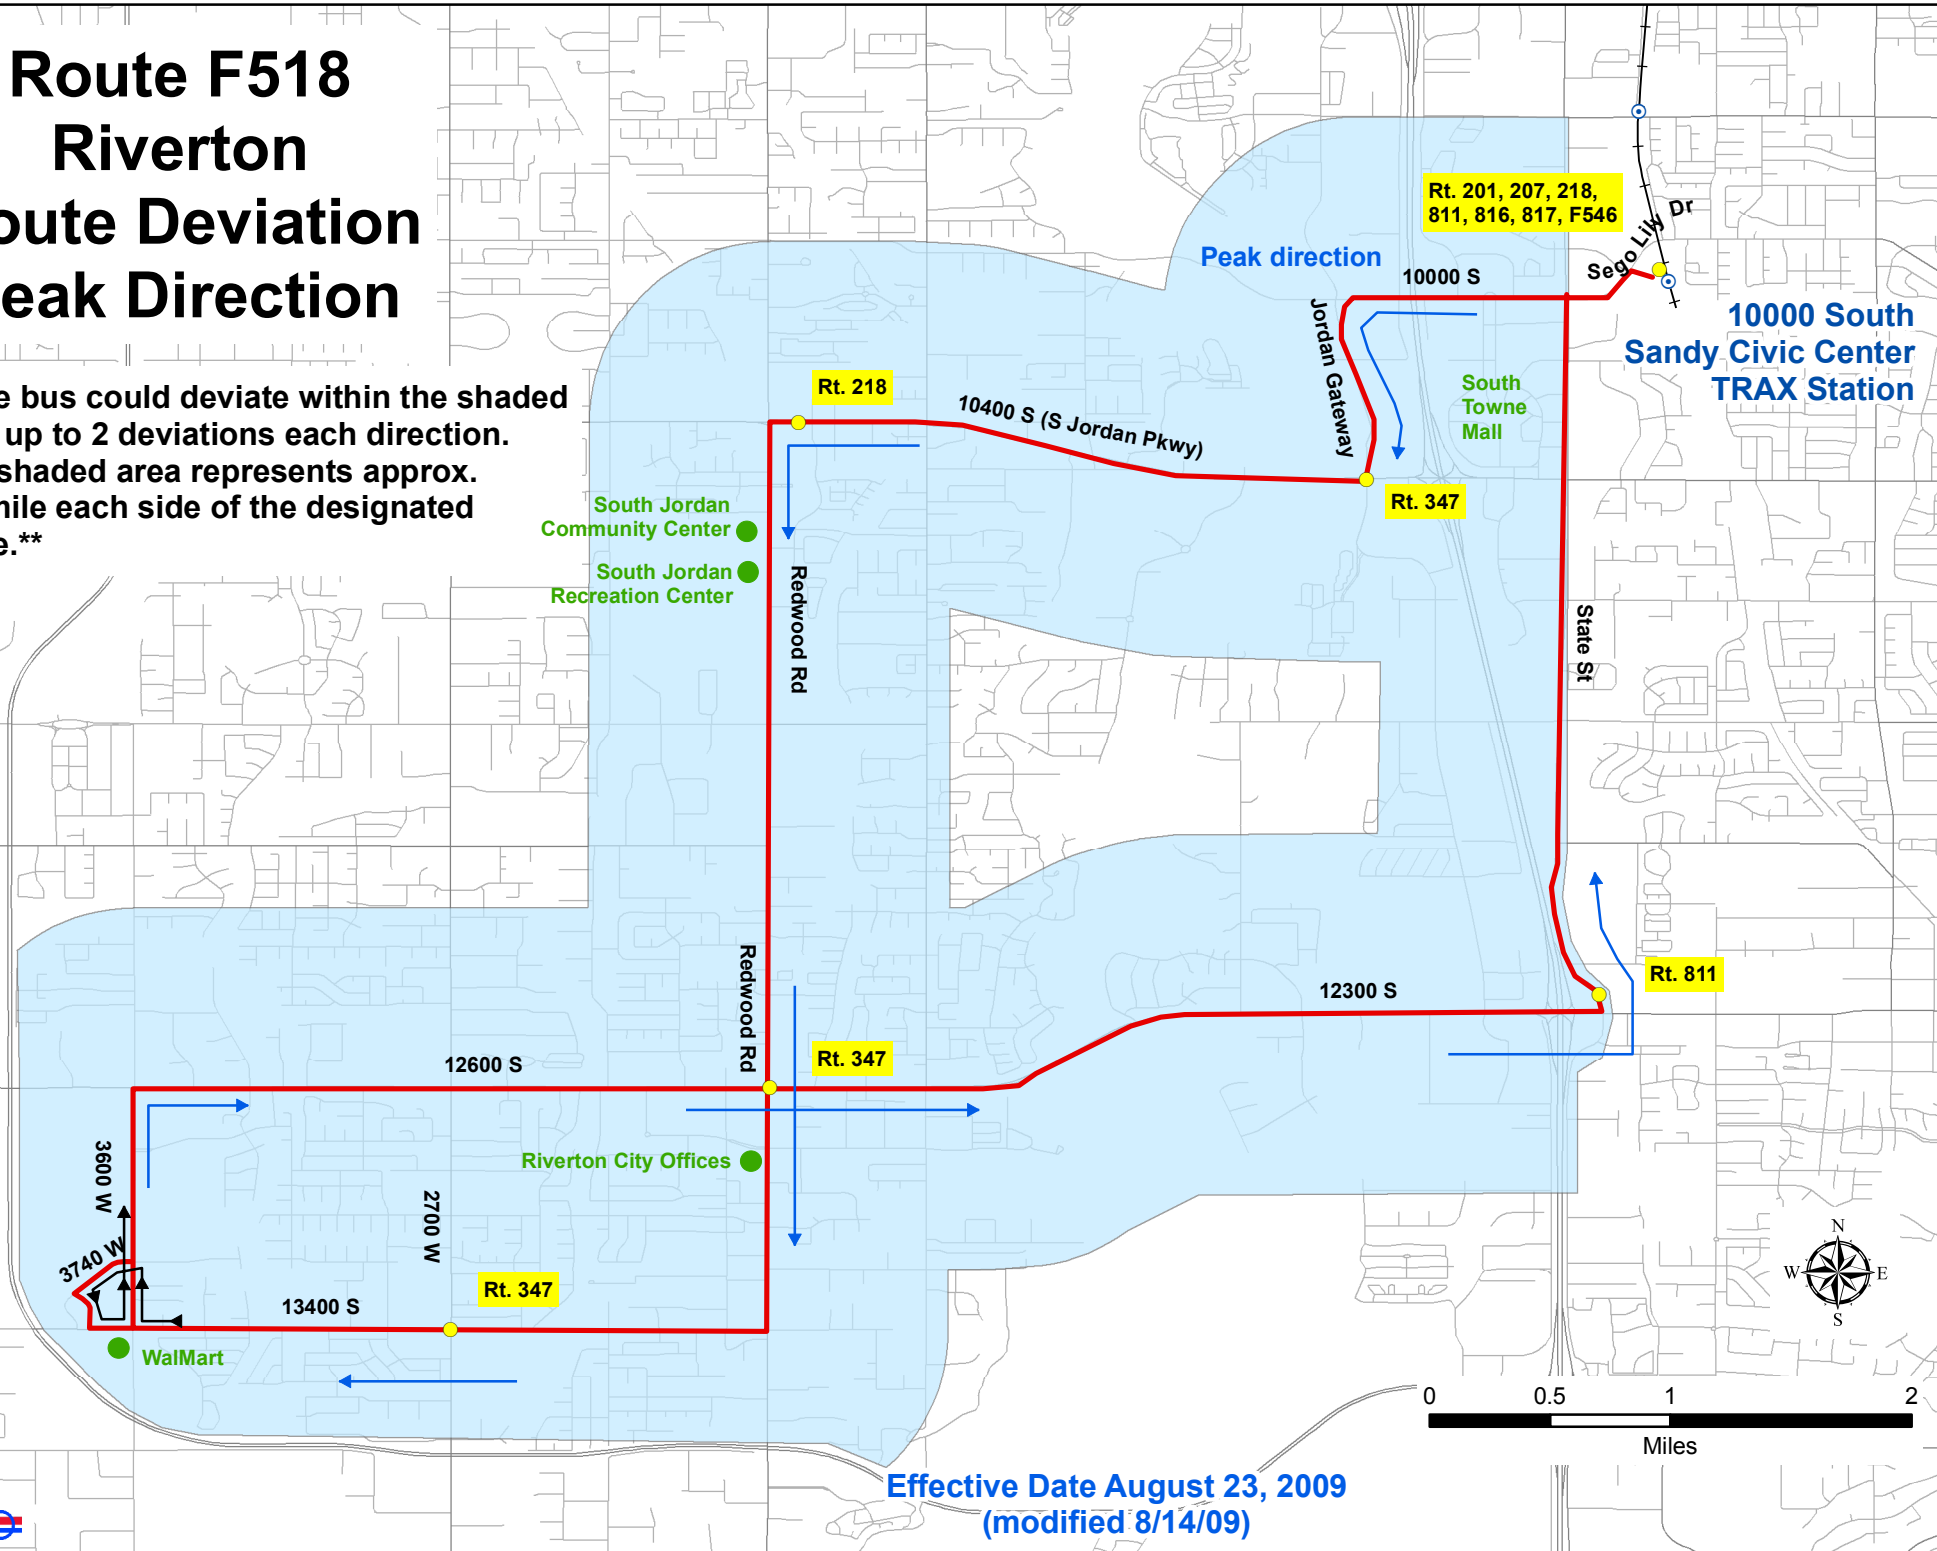 Route F518
Riverton
oute Deviation
eak Direction
e bus could deviate within the shaded
up to 2 deviations each direction.
shaded area represents approx.
mile each side of the designated
e.**
Rt. 201, 207, 218,
811, 816, 817, F546
Sego Lily Dr
Peak direction
10000 S
10000 South
Sandy Civic Center
TRAX Station
Jordan Gateway
South
Towne
Mall
Rt. 218
10400 S (S Jordan Pkwy)
Rt. 347
South Jordan
Community Center
South Jordan
Recreation Center
Redwood Rd
State St
Redwood Rd
Rt. 811
12300 S
Rt. 347
12600 S
3600 W
Riverton City Offices
2700 W
3740 W
Rt. 347
13400 S
WalMart
N
W E
S
0 0.5 1 2
Miles
Effective Date August 23, 2009
(modified 8/14/09)